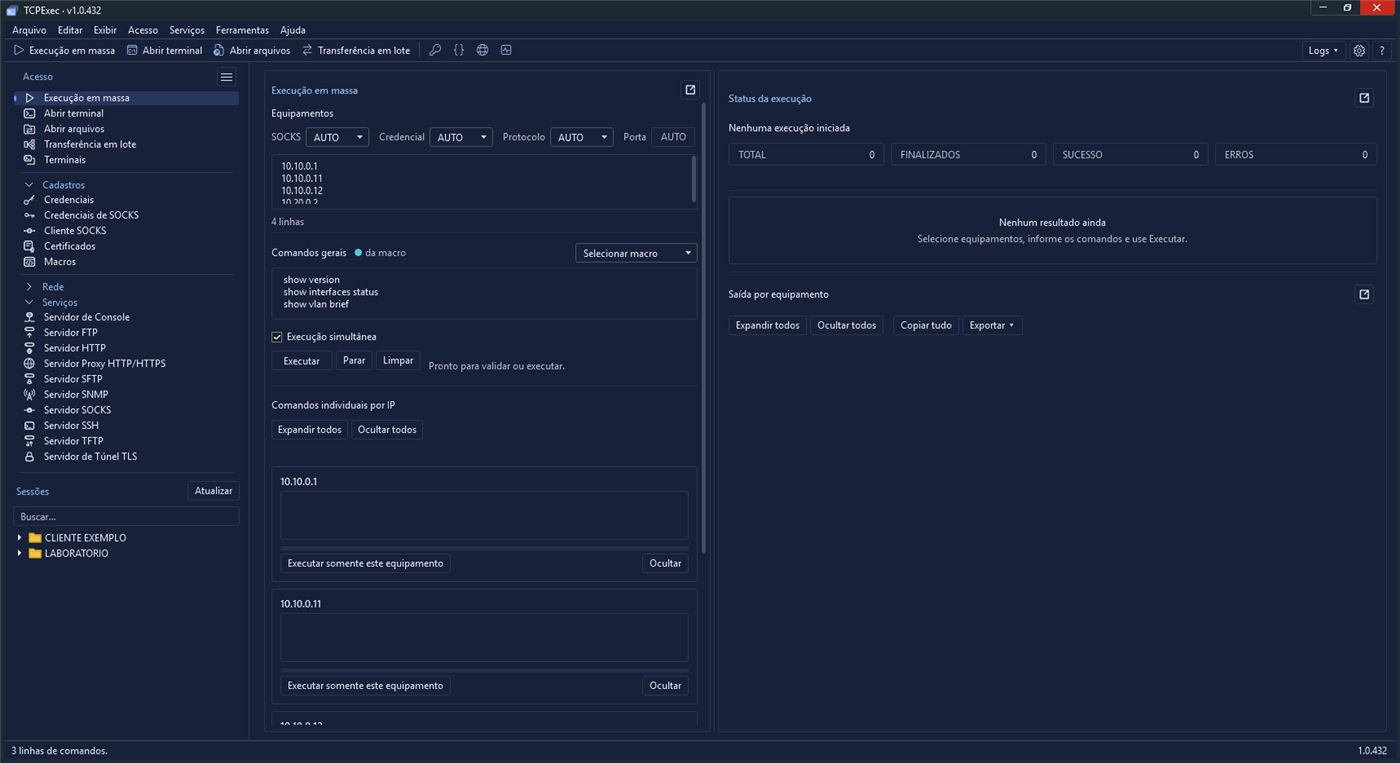 TCPExec · v1.0.432
Arquivo Editar Exibir Acesso Serviços Ferramentas Ajuda
Execução em massa Abrir terminal Abrir arquivos Transferência em lote {} Logs ?
Acesso
Execução em massa
Abrir terminal
Abrir arquivos
Transferência em lote
Terminais
Cadastros
Credenciais
Credenciais de SOCKS
Cliente SOCKS
Certificados
Macros
Rede
Serviços
Servidor de Console
Servidor FTP
Servidor HTTP
Servidor Proxy HTTP/HTTPS
Servidor SFTP
Servidor SNMP
Servidor SOCKS
Servidor SSH
Servidor TFTP
Servidor de Túnel TLS
Sessões Atualizar
Buscar...
CLIENTE EXEMPLO
LABORATORIO
Execução em massa
Equipamentos
SOCKS AUTO Credencial AUTO Protocolo AUTO Porta AUTO
10.10.0.1
10.10.0.11
10.10.0.12
10.20.0.2
4 linhas
Comandos gerais da macro Selecionar macro
show version
show interfaces status
show vlan brief
Execução simultânea
Executar Parar Limpar Pronto para validar ou executar.
Comandos individuais por IP
Expandir todos Ocultar todos
10.10.0.1
Executar somente este equipamento Ocultar
10.10.0.11
Executar somente este equipamento Ocultar
10.10.0.12
Status da execução
Nenhuma execução iniciada
TOTAL 0 FINALIZADOS 0 SUCESSO 0 ERROS 0
Nenhum resultado ainda
Selecione equipamentos, informe os comandos e use Executar.
Saída por equipamento
Expandir todos Ocultar todos Copiar tudo Exportar
3 linhas de comandos. 1.0.432